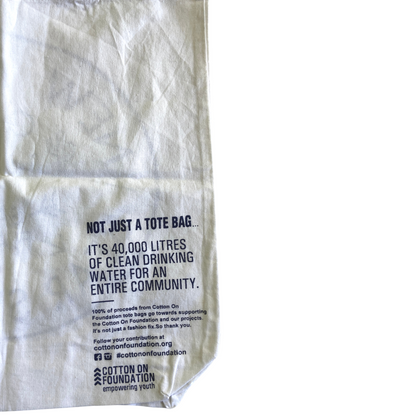 NOT JUST A TOTE BAG...
IT'S 40,000 LITRES
OF CLEAN DRINKING
WATER FOR AN
ENTIRE COMMUNITY.
100% of proceeds from Cotton On
Foundation tote bags go towards supporting
the Cotton On Foundation and our projects.
It's not just a fashion fix. So thank you.
Follow your contribution at
cottononfoundation.org
#cottononfoundation
COTTON ON
FOUNDATION
empowering youth